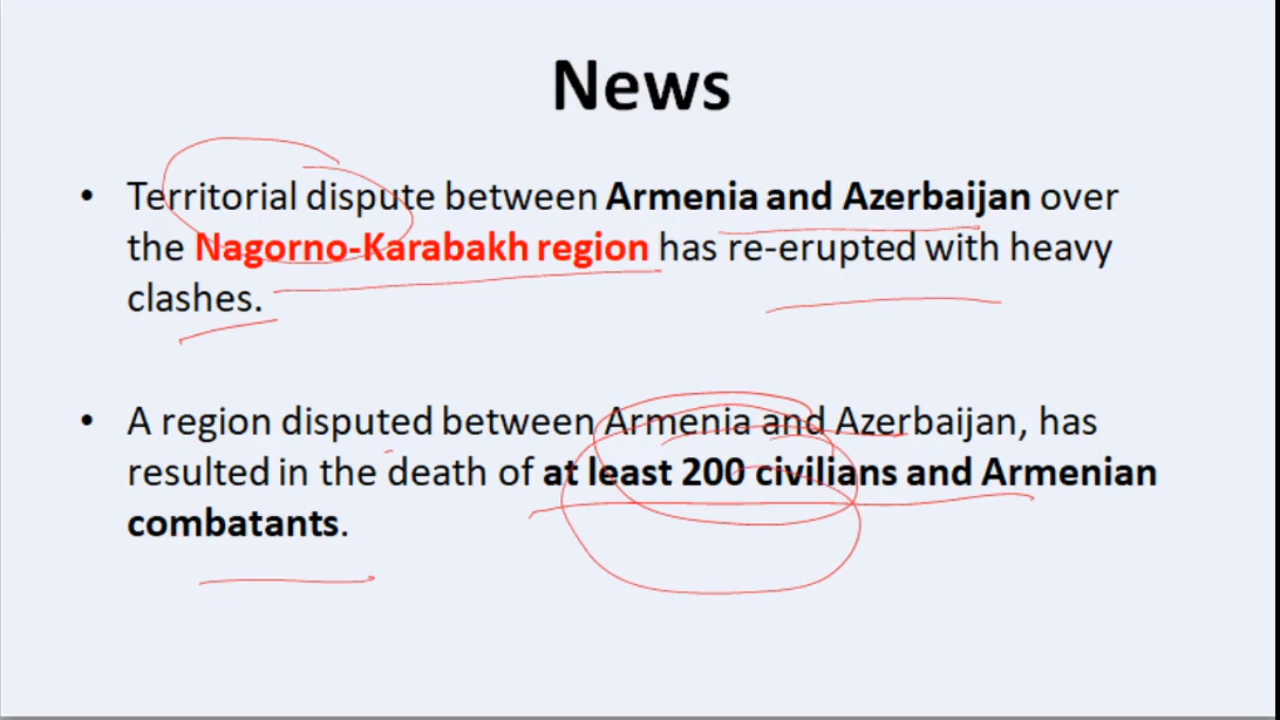 News
• Territorial dispute between Armenia and Azerbaijan over
the Nagorno-Karabakh region has re-erupted with heavy
clashes.
• A region disputed between Armenia and Azerbaijan, has
resulted in the death of at least 200 civilians and Armenian
combatants.